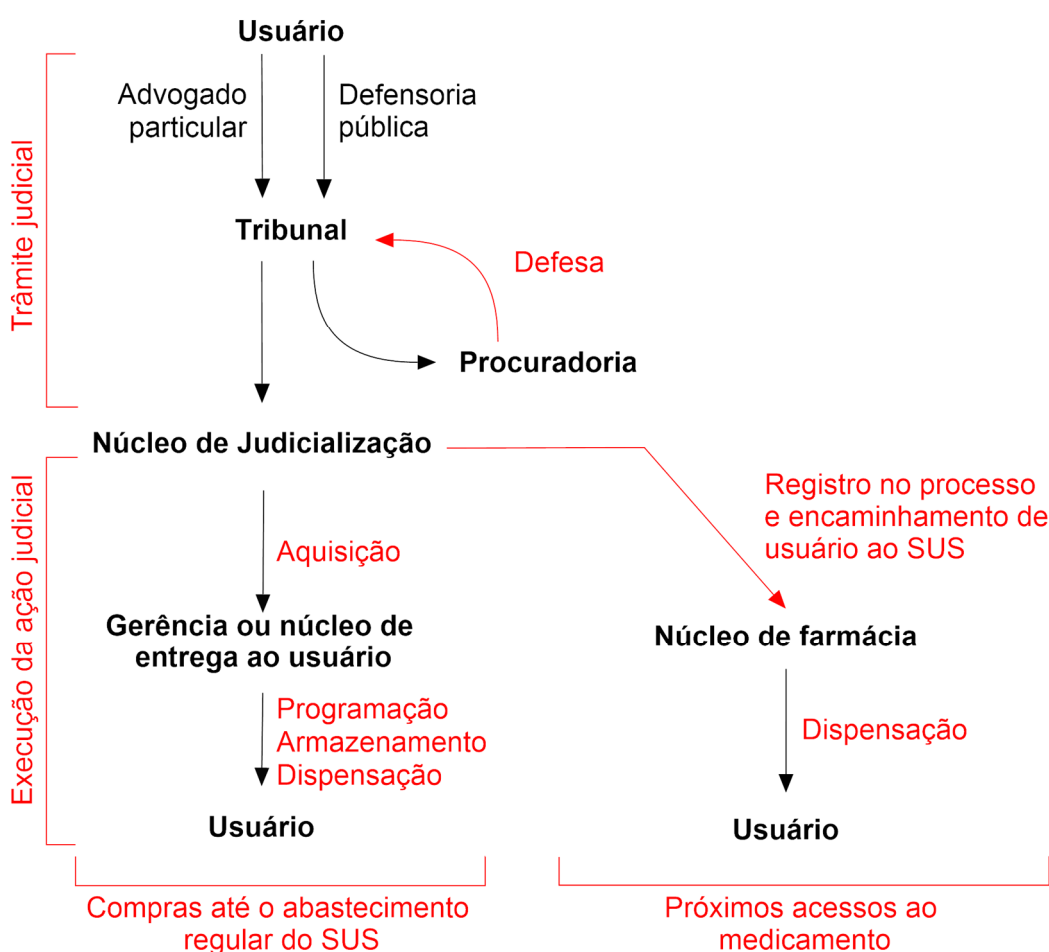 Usuário
Advogado
particular
Defensoria
pública
Trâmite judicial
Tribunal
Defesa
Procuradoria
Núcleo de Judicialização
Execução da ação judicial
Registro no processo
e encaminhamento de
usuário ao SUS
Aquisição
Gerência ou núcleo de
entrega ao usuário
Núcleo de farmácia
Programação
Armazenamento
Dispensação
Dispensação
Usuário
Usuário
Compras até o abastecimento
regular do SUS
Próximos acessos ao
medicamento